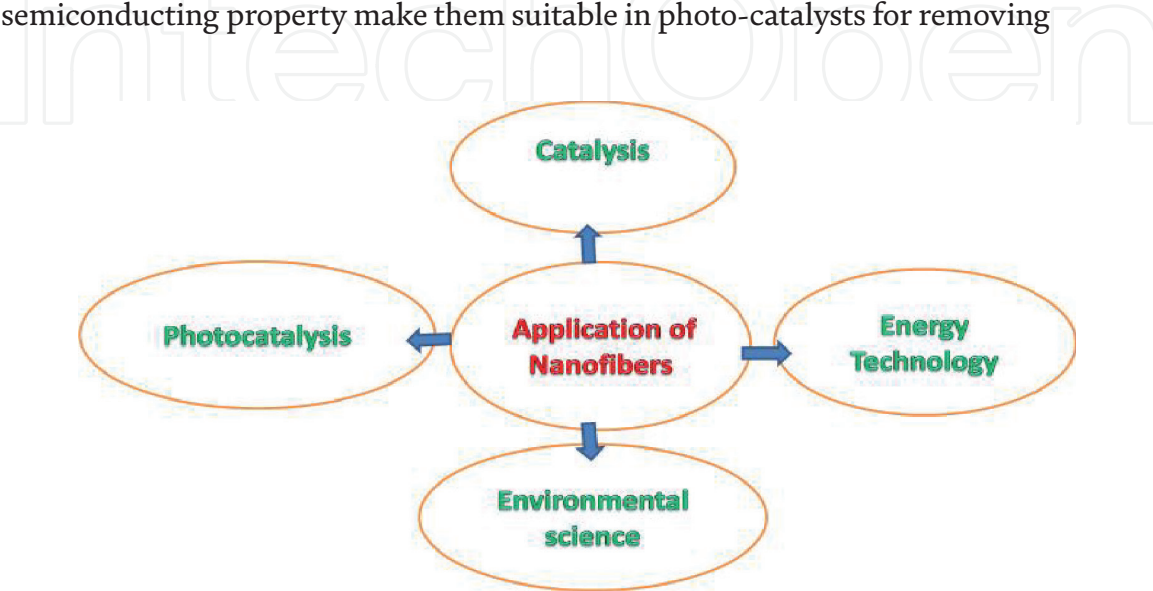 semiconducting property make them suitable in photo-catalysts for removing
IntechOpen
Catalysis
Photocatalysis
Application of
Nanofibers
Energy
Technology
Environmental
science